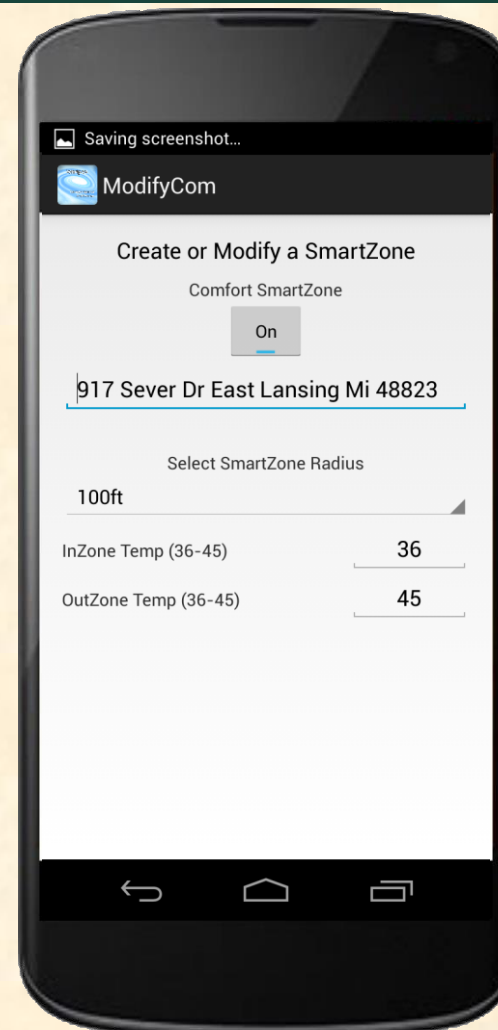 Saving screenshot...
ModifyCom
Create or Modify a SmartZone
Comfort SmartZone
On
917 Sever Dr East Lansing Mi 48823
Select SmartZone Radius
100ft
InZone Temp (36-45) 36
OutZone Temp (36-45) 45